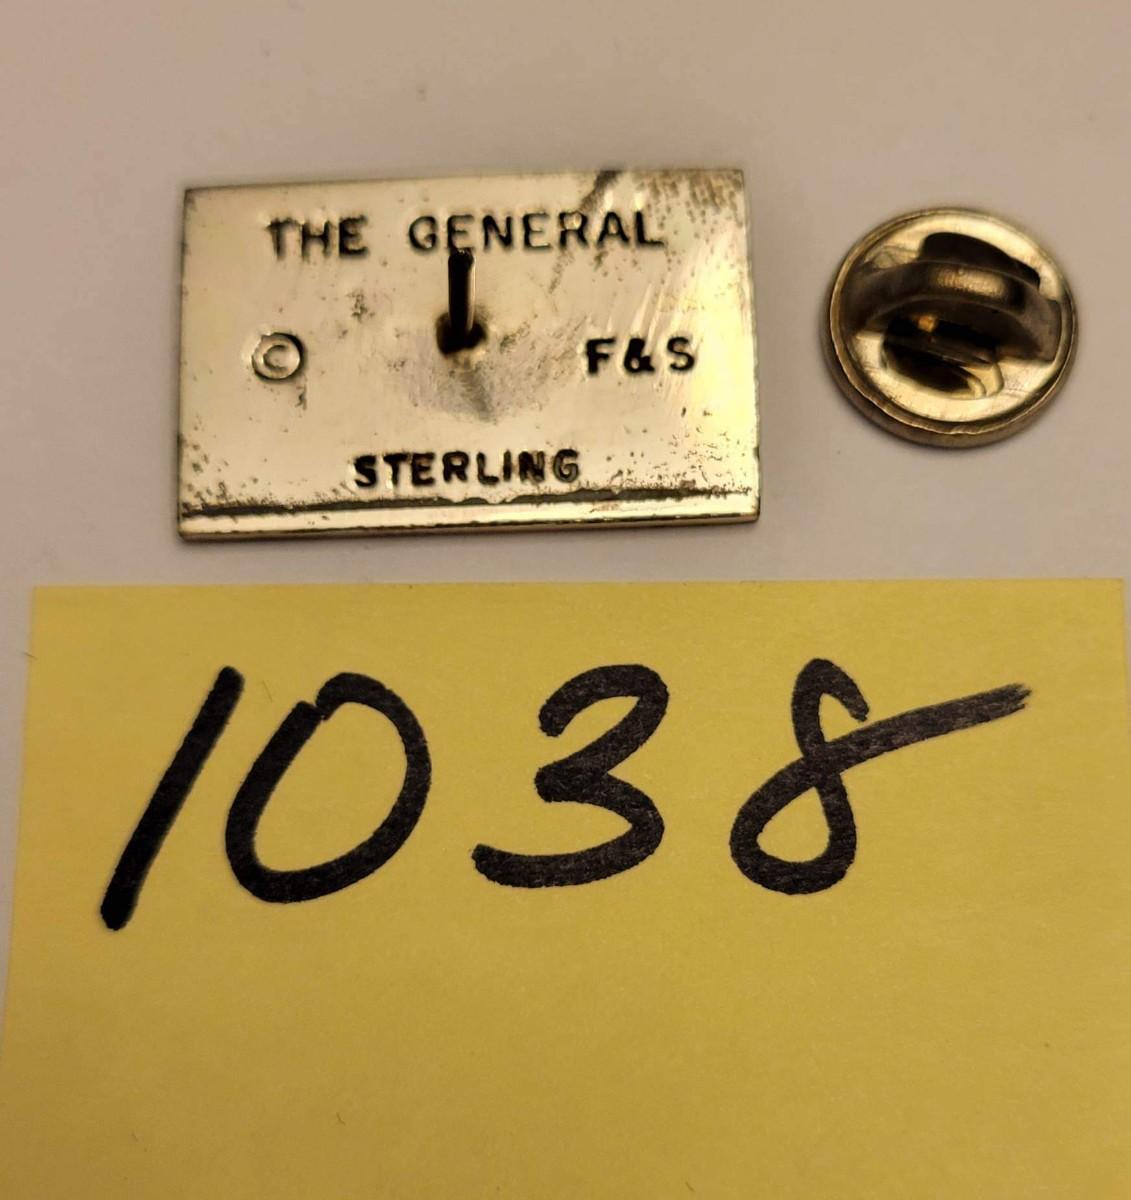 THE GENERAL
© F&S
STERLING
1038